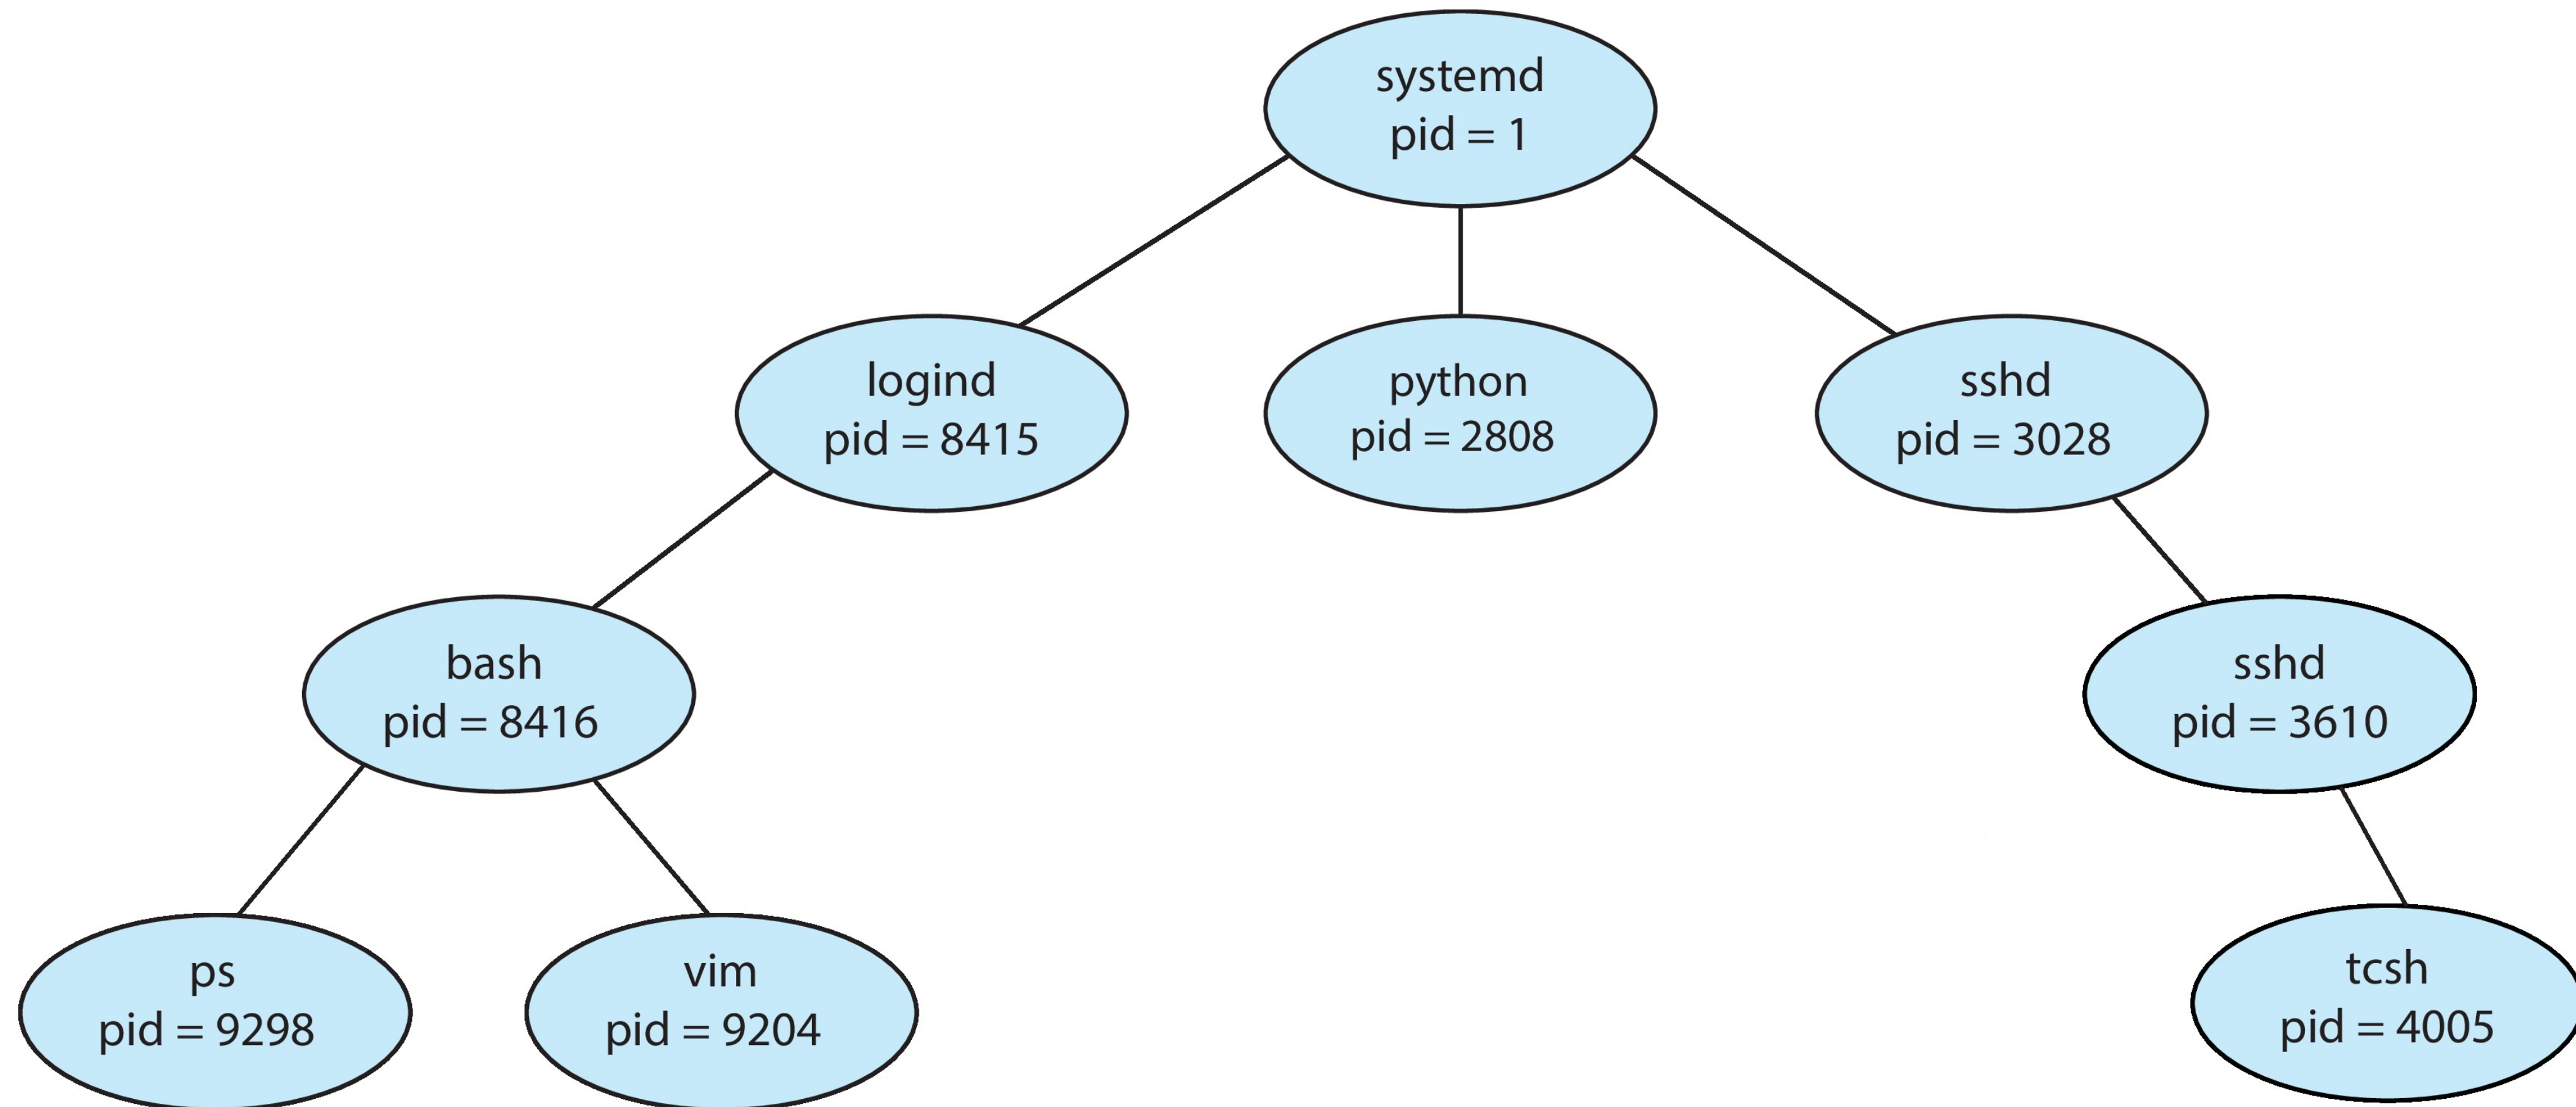 systemd
pid = 1
logind
pid = 8415
python
pid = 2808
sshd
pid = 3028
bash
pid = 8416
sshd
pid = 3610
ps
pid = 9298
vim
pid = 9204
tcsh
pid = 4005